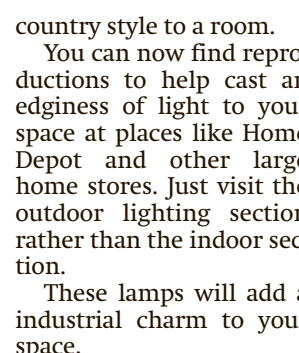 country style to a room.
You can now find repro
ductions to help cast an
edginess of light to your
space at places like Home
Depot and other large
home stores. Just visit the
outdoor lighting section
rather than the indoor sec
tion.
These lamps will add a
industrial charm to your
space.